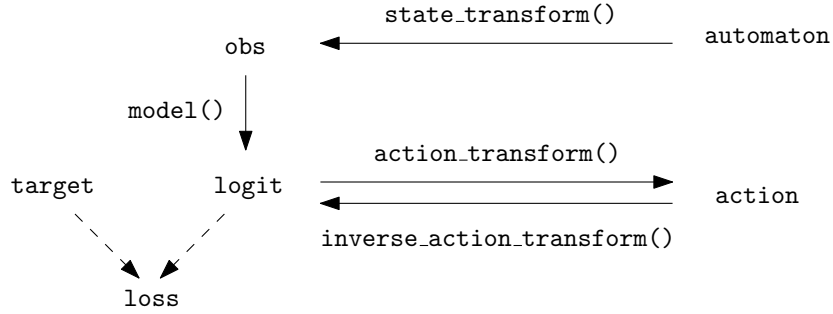 state_transform()
obs
automaton
model()
action_transform()
target
logit
action
inverse_action_transform()
loss